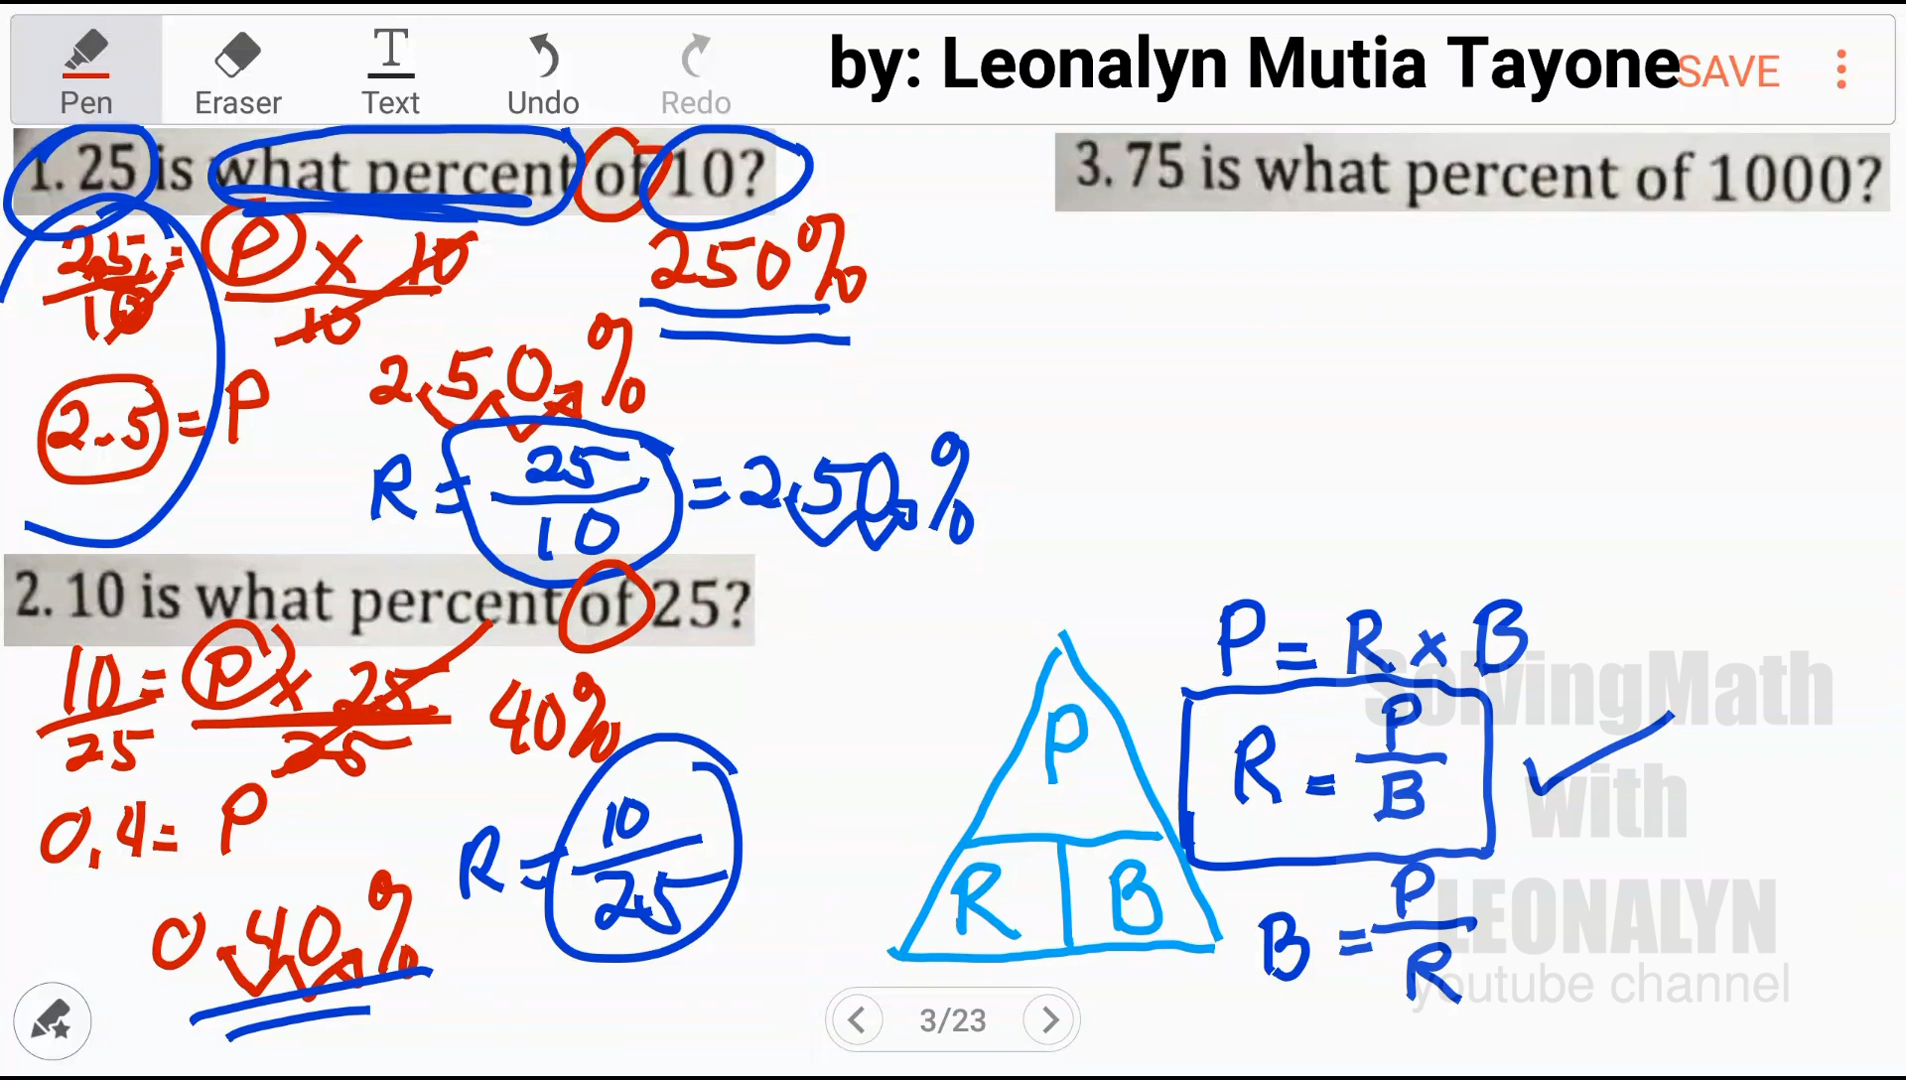 Pen
Eraser
Text
Undo
Redo
by: Leonalyn Mutia Tayone
SAVE
1. 25 is what percent of 10?
25 = P x 10
10 10
250%
2.5 = P
2.50.%
R = 25/10 = 2.50.%
2. 10 is what percent of 25?
10 = P x 25
25 25
40%
0.4 = P
R = 10/25
0.40.%
3. 75 is what percent of 1000?
P
R B
P = R x B
R = P/B
B = P/R
SolvingMath
with
LEONALYN
youtube channel
3/23